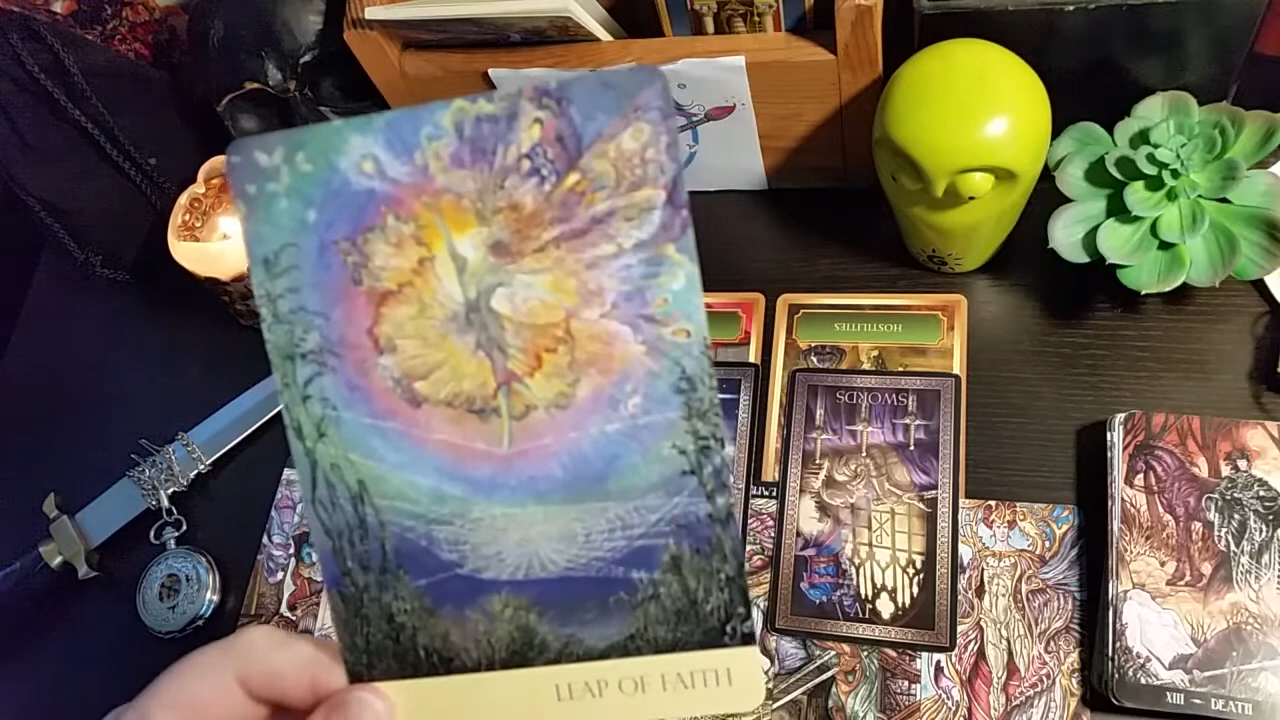 HOSTILITIES
SWORDS
IV
LEAP OF FAITH
XIII — DEATH